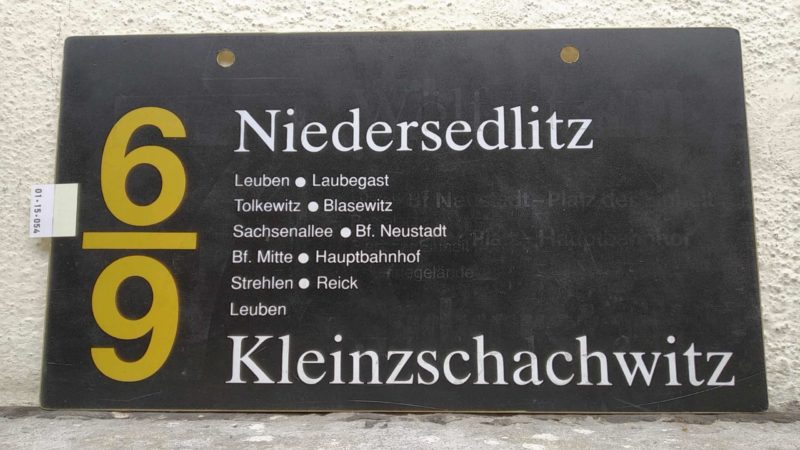 6
9
01-15-054
Niedersedlitz
Leuben ● Laubegast
Tolkewitz ● Blasewitz
Sachsenallee ● Bf. Neustadt
Bf. Mitte ● Hauptbahnhof
Strehlen ● Reick
Leuben
Kleinzschachwitz